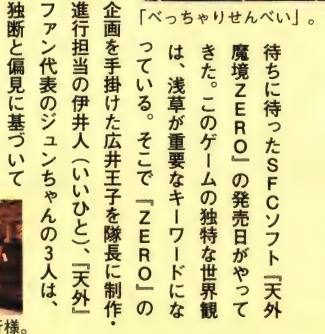 「べっちゃりせんべい」。
待ちに待ったSFCソフト『天外
魔境ZERO』の発売日がやって
きた。このゲームの独特な世界観
は、浅草が重要なキーワードにな
っている。そこで『ZERO』の
企画を手掛けた広井王子を隊長に制作・
進行担当の伊井人（いいひと）、『天外』
ファン代表のジュンちゃんの3人は、
独断と偏見に基づいて
様。